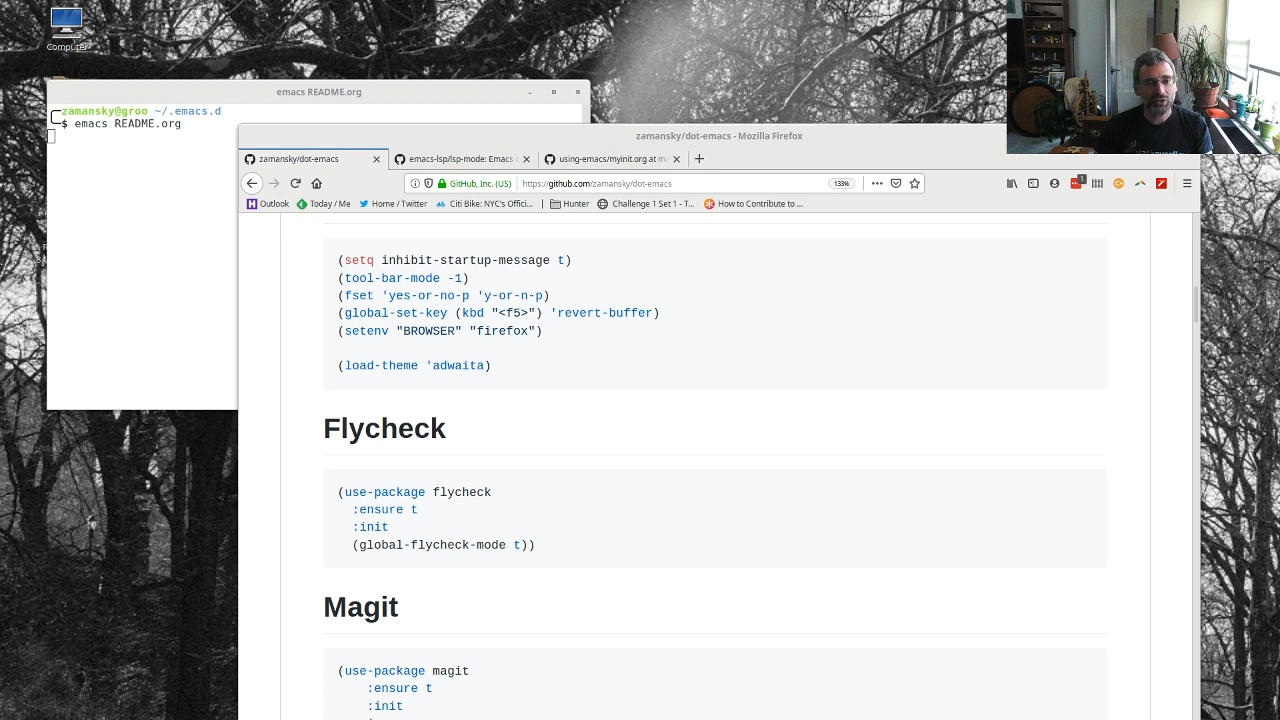 Computer
emacs README.org
zamansky@groo ~/.emacs.d
$ emacs README.org
zamansky/dot-emacs - Mozilla Firefox
zamansky/dot-emacs
emacs-lsp/lsp-mode: Emacs
using-emacs/myinit.org at m
GitHub, Inc. (US)
https://github.com/zamansky/dot-emacs
133%
1
Outlook
Today / Me
Home / Twitter
Citi Bike: NYC's Offici...
Hunter
Challenge 1 Set 1 - T...
How to Contribute to ...
(setq inhibit-startup-message t)
(tool-bar-mode -1)
(fset 'yes-or-no-p 'y-or-n-p)
(global-set-key (kbd "<f5>") 'revert-buffer)
(setenv "BROWSER" "firefox")
(load-theme 'adwaita)
Flycheck
(use-package flycheck
:ensure t
:init
(global-flycheck-mode t))
Magit
(use-package magit
:ensure t
:init